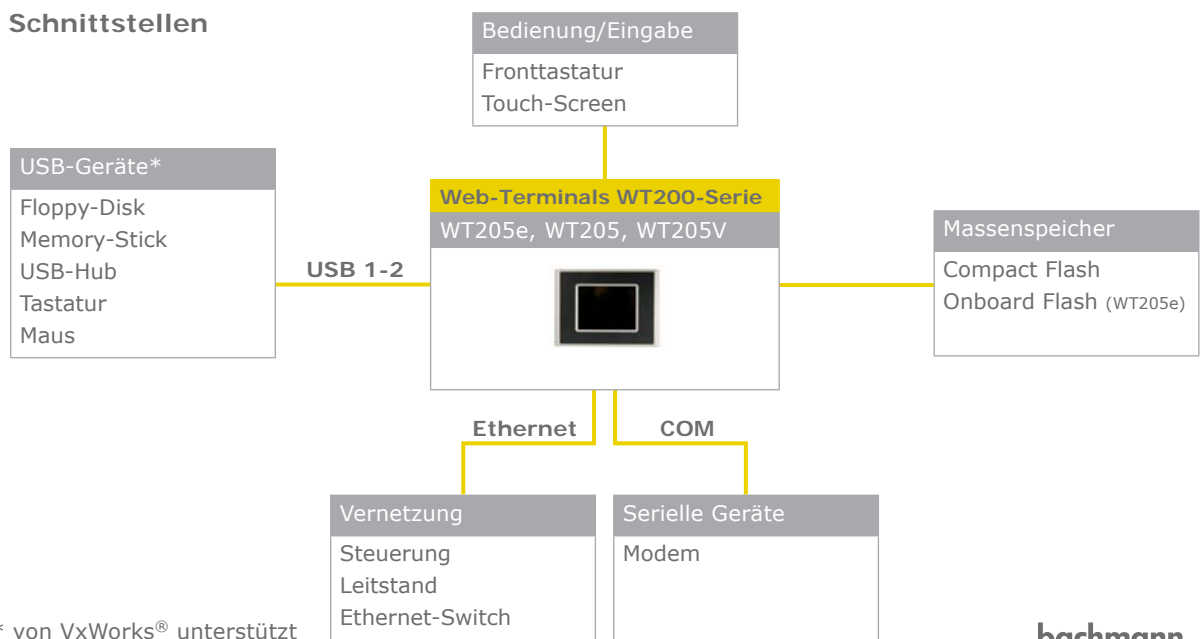 Schnittstellen
Bedienung/Eingabe
Fronttastatur
Touch-Screen
USB-Geräte*
Floppy-Disk
Memory-Stick
USB-Hub
Tastatur
Maus
USB 1-2
Web-Terminals WT200-Serie
WT205e, WT205, WT205V
Massenspeicher
Compact Flash
Onboard Flash (WT205e)
Ethernet
COM
Vernetzung
Steuerung
Leitstand
Ethernet-Switch
Serielle Geräte
Modem
* von VxWorks® unterstützt
bachmann